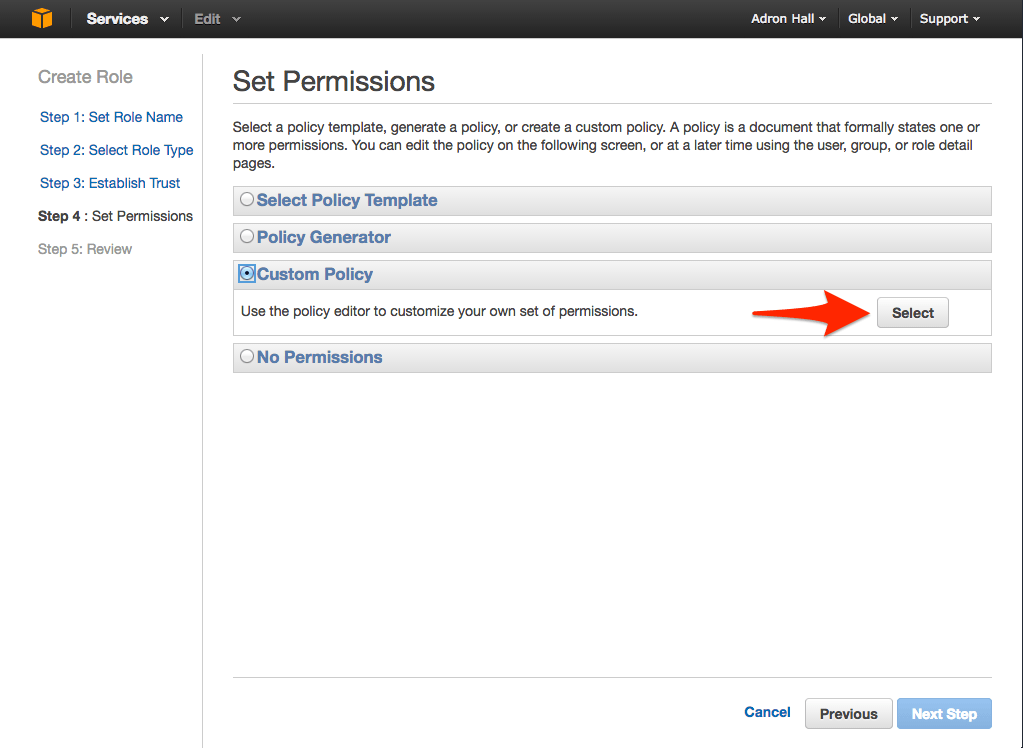 Services Edit Adron Hall Global Support
Create Role
Step 1: Set Role Name
Step 2: Select Role Type
Step 3: Establish Trust
Step 4 : Set Permissions
Step 5: Review
Set Permissions
Select a policy template, generate a policy, or create a custom policy. A policy is a document that formally states one or
more permissions. You can edit the policy on the following screen, or at a later time using the user, group, or role detail
pages.
Select Policy Template
Policy Generator
Custom Policy
Use the policy editor to customize your own set of permissions. Select
No Permissions
Cancel Previous Next Step